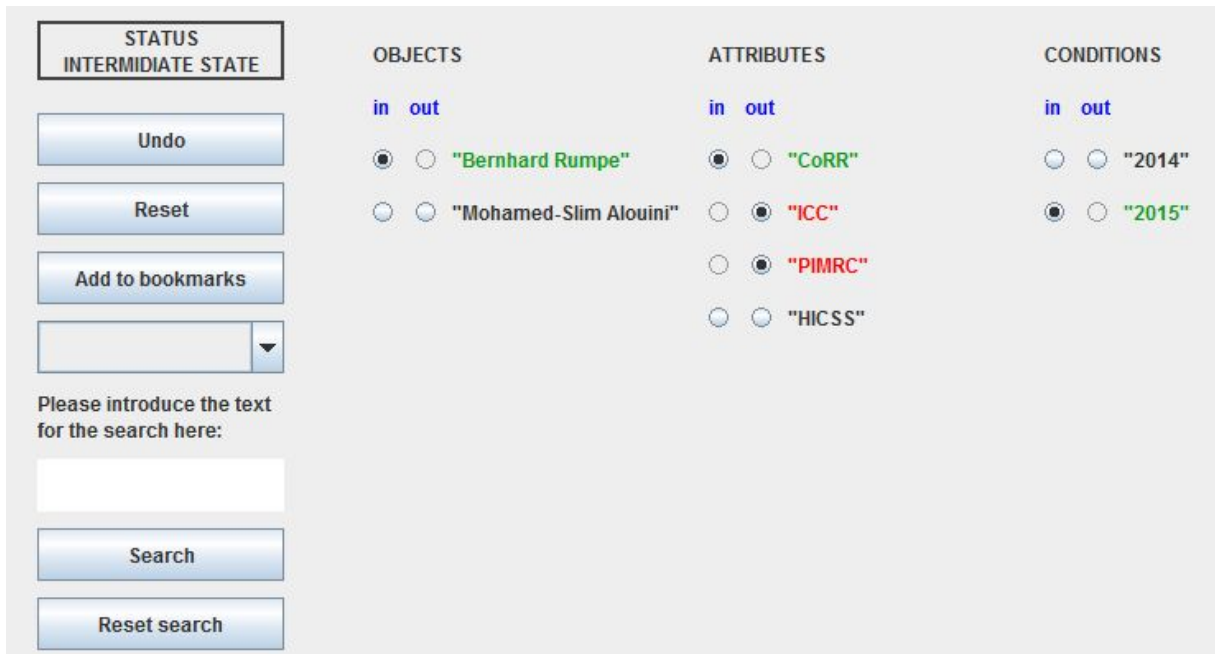 STATUS
INTERMIDIATE STATE
Undo
Reset
Add to bookmarks
Please introduce the text
for the search here:
Search
Reset search
OBJECTS
in out
"Bernhard Rumpe"
"Mohamed-Slim Alouini"
ATTRIBUTES
in out
"CoRR"
"ICC"
"PIMRC"
"HICSS"
CONDITIONS
in out
"2014"
"2015"